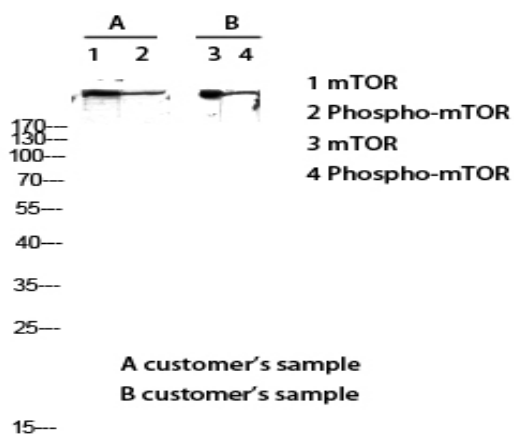 A B
1 2 3 4
1 mTOR
2 Phospho-mTOR
3 mTOR
4 Phospho-mTOR
170---
130---
100---
70---
55---
40---
35---
25---
A customer's sample
B customer's sample
15---